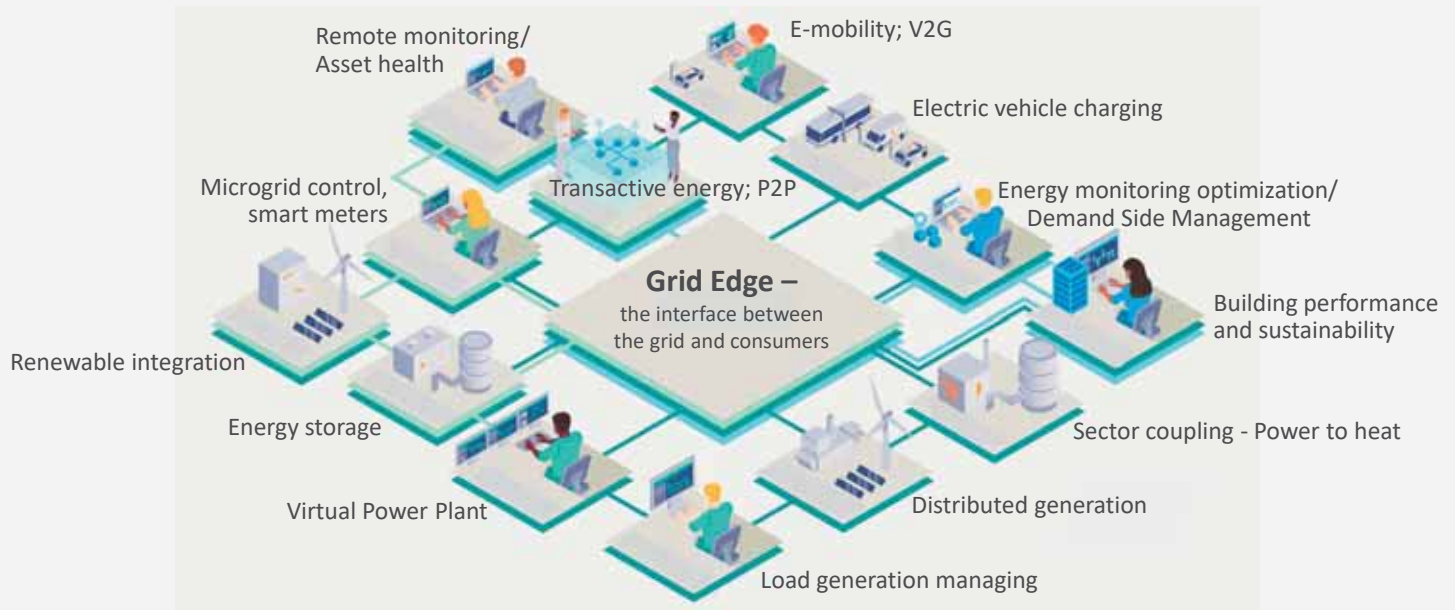 Remote monitoring/
Asset health
E-mobility; V2G
Electric vehicle charging
Microgrid control,
smart meters
Transactive energy; P2P
Energy monitoring optimization/
Demand Side Management
Grid Edge –
the interface between
the grid and consumers
Building performance
and sustainability
Renewable integration
Energy storage
Sector coupling - Power to heat
Virtual Power Plant
Distributed generation
Load generation managing